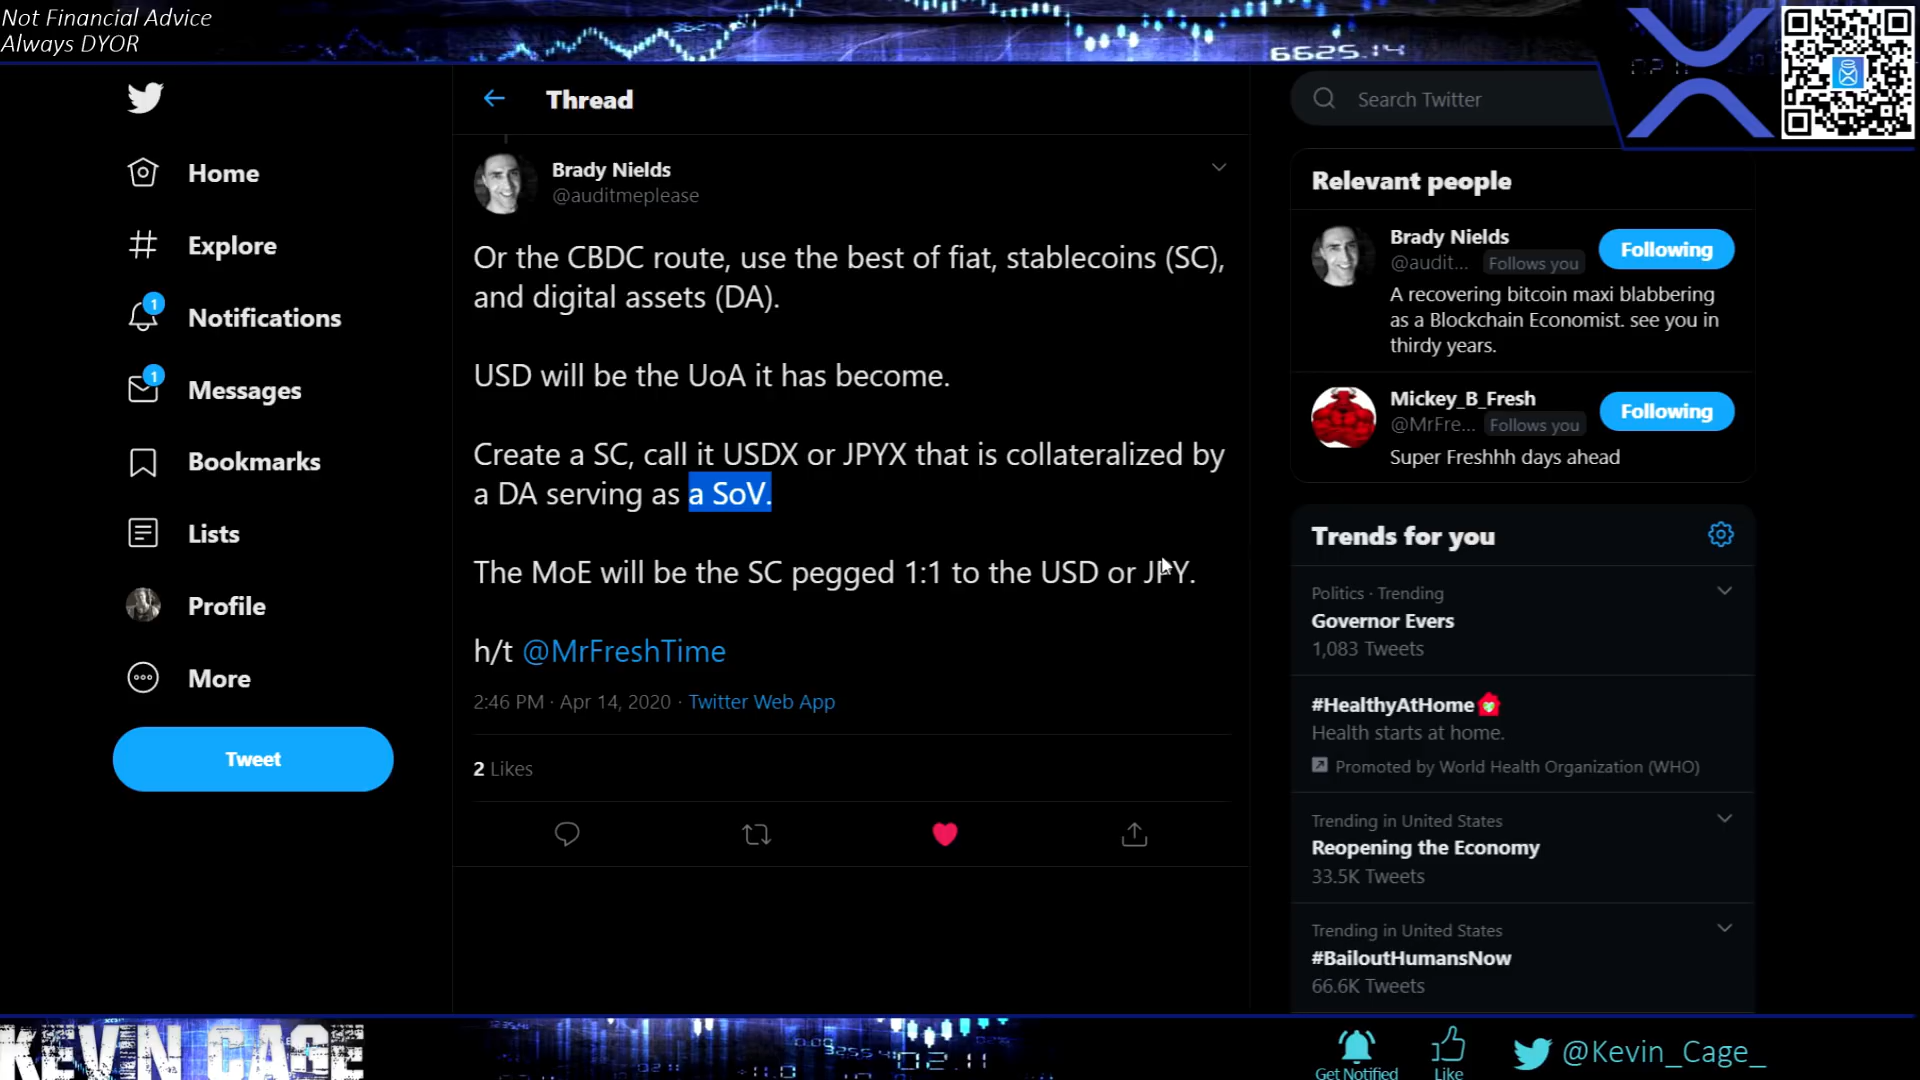 Not Financial Advice
Always DYOR
6625.14
Home
Explore
1
Notifications
1
Messages
Bookmarks
Lists
Profile
More
Tweet
Thread
Brady Nields
@auditmeplease
Or the CBDC route, use the best of fiat, stablecoins (SC),
and digital assets (DA).
USD will be the UoA it has become.
Create a SC, call it USDX or JPYX that is collateralized by
a DA serving as a SoV.
The MoE will be the SC pegged 1:1 to the USD or JPY.
h/t @MrFreshTime
2:46 PM · Apr 14, 2020 · Twitter Web App
2 Likes
Search Twitter
Relevant people
Brady Nields
@audit... Follows you
Following
A recovering bitcoin maxi blabbering
as a Blockchain Economist. see you in
thirdy years.
Mickey_B_Fresh
@MrFre... Follows you
Following
Super Freshhh days ahead
Trends for you
Politics · Trending
Governor Evers
1,083 Tweets
#HealthyAtHome
Health starts at home.
Promoted by World Health Organization (WHO)
Trending in United States
Reopening the Economy
33.5K Tweets
Trending in United States
#BailoutHumansNow
66.6K Tweets
KEVIN CAGE
02.11
Get Notified
Like
@Kevin_Cage_